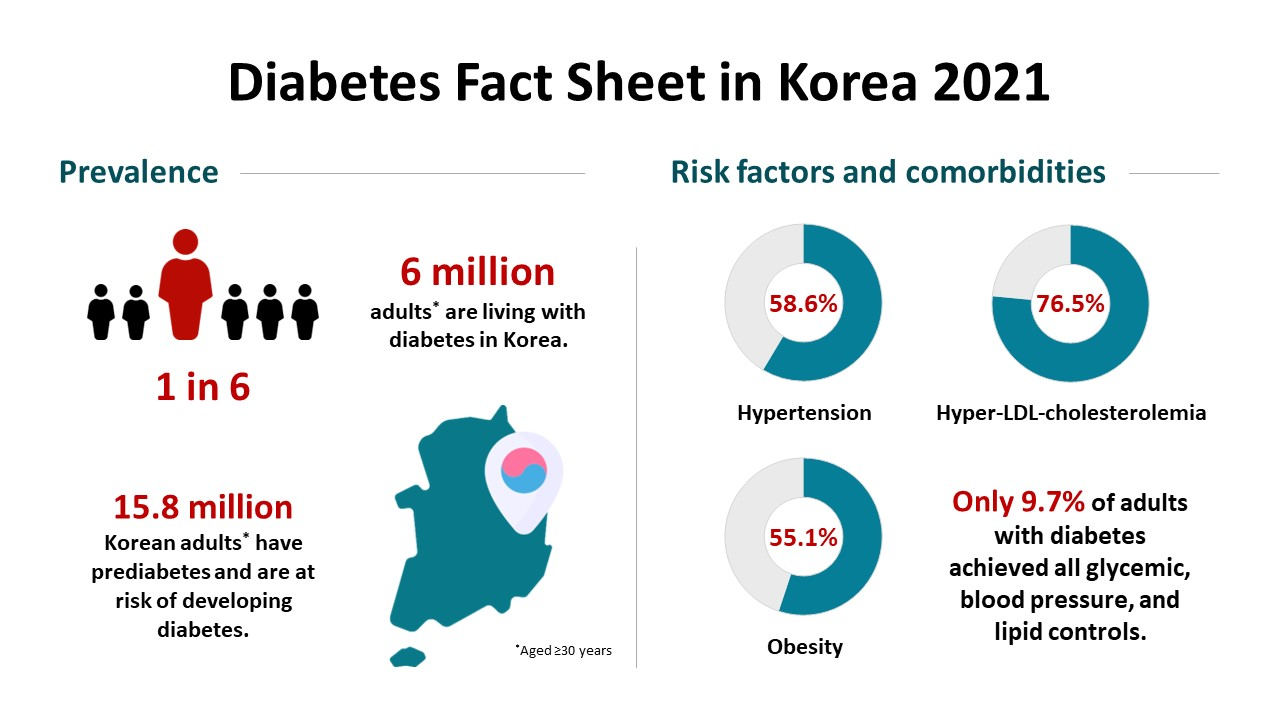 Diabetes Fact Sheet in Korea 2021
Prevalence
1 in 6
6 million
adults* are living with
diabetes in Korea.
15.8 million
Korean adults* have
prediabetes and are at
risk of developing
diabetes.
*Aged ≥30 years
Risk factors and comorbidities
58.6%
Hypertension
76.5%
Hyper-LDL-cholesterolemia
55.1%
Obesity
Only 9.7% of adults
with diabetes
achieved all glycemic,
blood pressure, and
lipid controls.